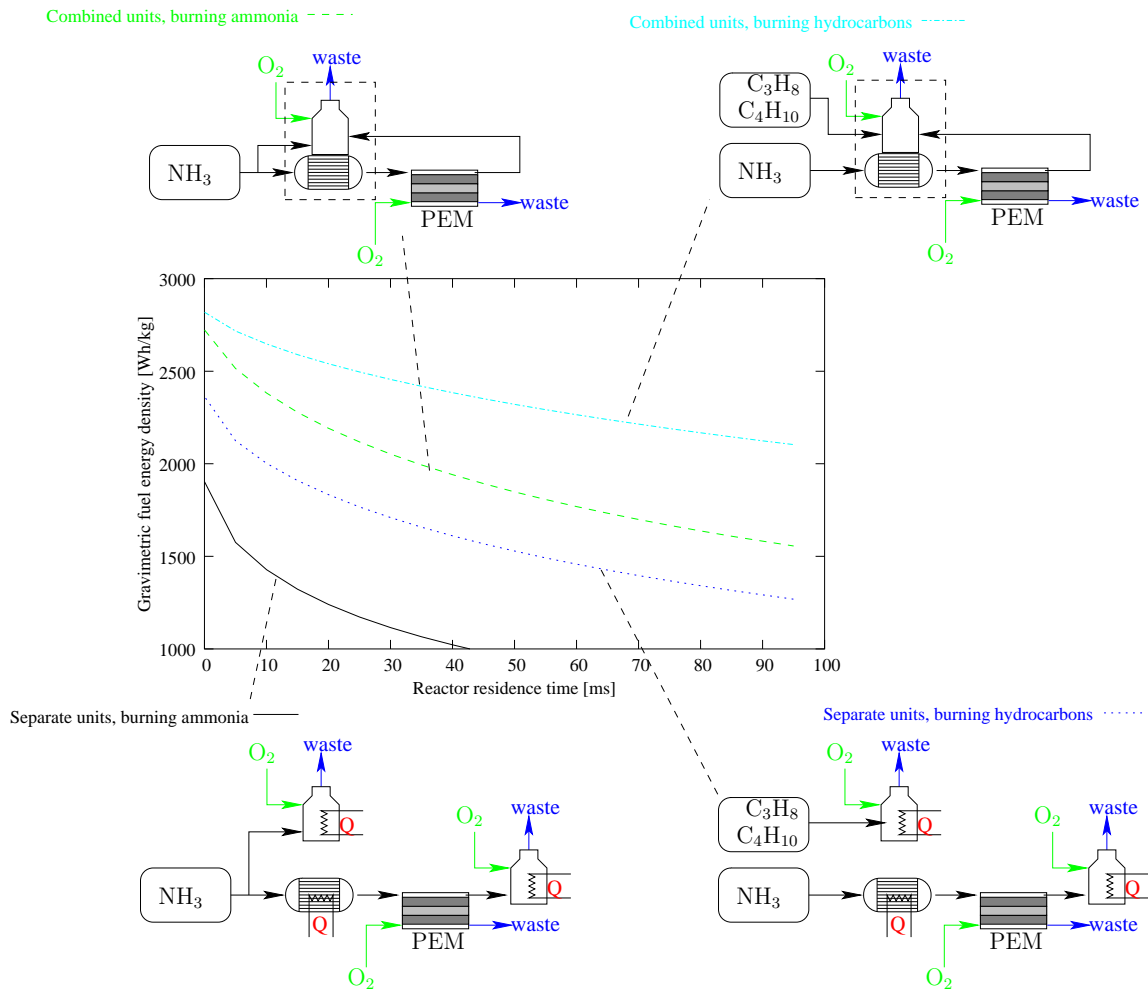 Combined units, burning ammonia
Combined units, burning hydrocarbons
waste
O₂
NH₃
PEM
waste
O₂
waste
O₂
C₃H₈
C₄H₁₀
NH₃
PEM
waste
O₂
3000
2500
2000
1500
1000
Gravimetric fuel energy density [Wh/kg]
0 10 20 30 40 50 60 70 80 90 100
Reactor residence time [ms]
Separate units, burning ammonia
Separate units, burning hydrocarbons
waste
O₂
Q
waste
O₂
Q
NH₃
Q
PEM
waste
O₂
waste
O₂
C₃H₈
C₄H₁₀
Q
waste
O₂
Q
NH₃
Q
PEM
waste
O₂